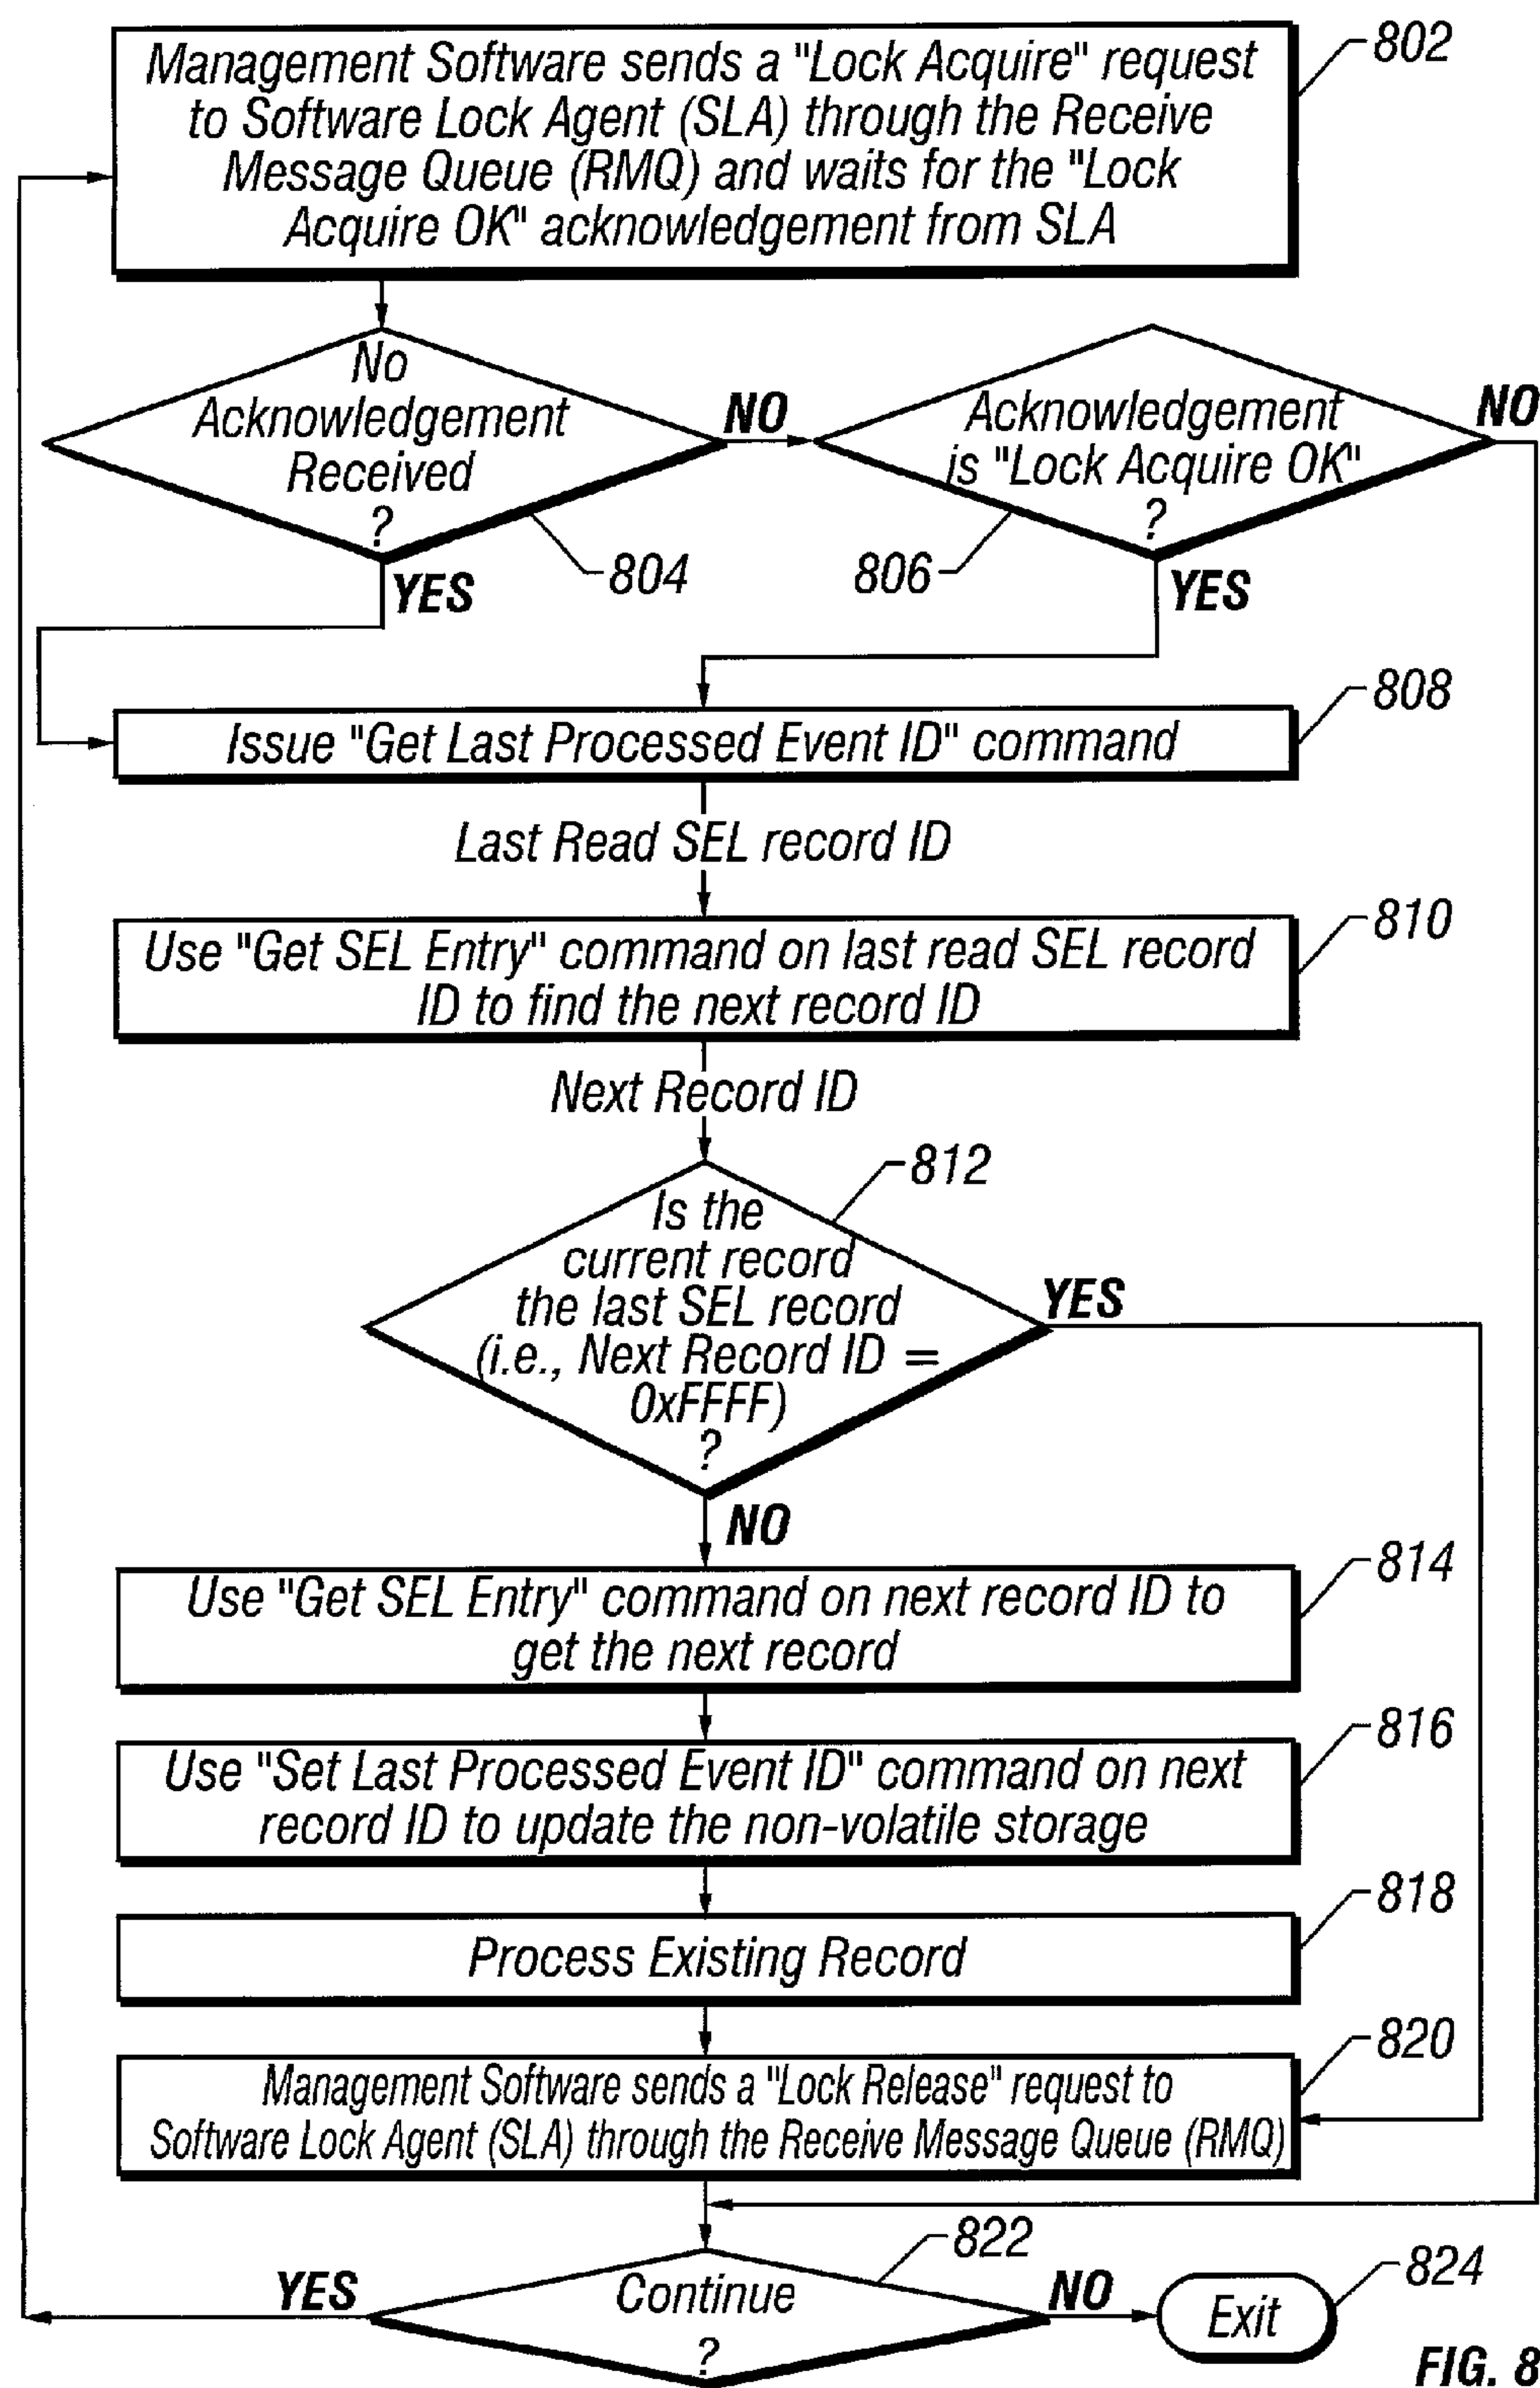 Management Software sends a "Lock Acquire" request
to Software Lock Agent (SLA) through the Receive
Message Queue (RMQ) and waits for the "Lock
Acquire OK" acknowledgement from SLA
802
No
Acknowledgement
Received
?
804
NO
YES
Acknowledgement
is "Lock Acquire OK"
?
806
NO
YES
Issue "Get Last Processed Event ID" command
808
Last Read SEL record ID
Use "Get SEL Entry" command on last read SEL record
ID to find the next record ID
810
Next Record ID
812
Is the
current record
the last SEL record
(i.e., Next Record ID =
0xFFFF)
?
YES
NO
Use "Get SEL Entry" command on next record ID to
get the next record
814
Use "Set Last Processed Event ID" command on next
record ID to update the non-volatile storage
816
Process Existing Record
818
Management Software sends a "Lock Release" request to
Software Lock Agent (SLA) through the Receive Message Queue (RMQ)
820
822
Continue
?
YES
NO
Exit
824
FIG. 8